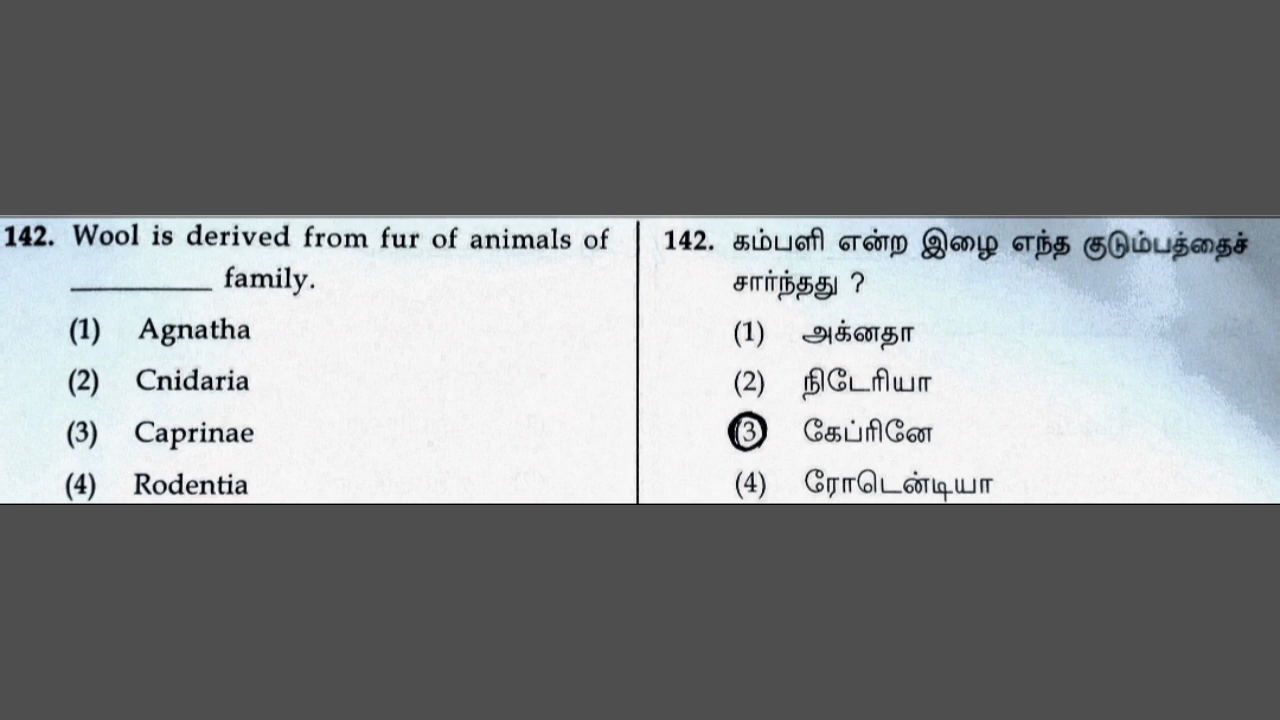 142. Wool is derived from fur of animals of
__________ family.
(1) Agnatha
(2) Cnidaria
(3) Caprinae
(4) Rodentia
142. கம்பளி என்ற இழை எந்த குடும்பத்தைச்
சார்ந்தது ?
(1) அக்னதா
(2) நிடேரியா
(3) கேப்ரினே
(4) ரோடென்டியா